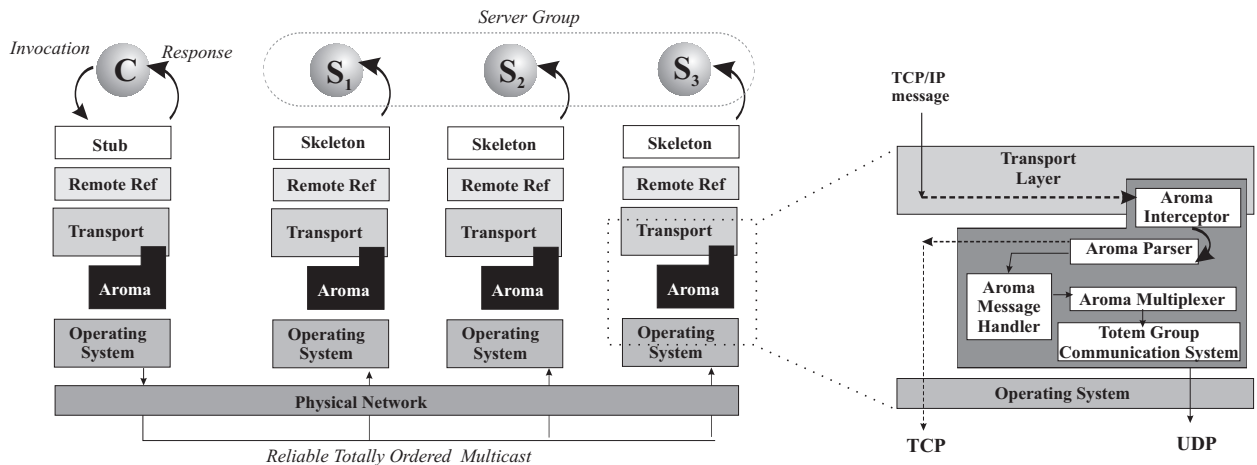 Server Group
Invocation
Response
C
S1
S2
S3
Stub
Skeleton
Skeleton
Skeleton
Remote Ref
Remote Ref
Remote Ref
Remote Ref
Transport
Transport
Transport
Transport
Aroma
Aroma
Aroma
Aroma
Operating
System
Operating
System
Operating
System
Operating
System
Physical Network
Reliable Totally Ordered Multicast
TCP/IP
message
Transport
Layer
Aroma
Interceptor
Aroma Parser
Aroma
Message
Handler
Aroma Multiplexer
Totem Group
Communication System
Operating System
TCP
UDP